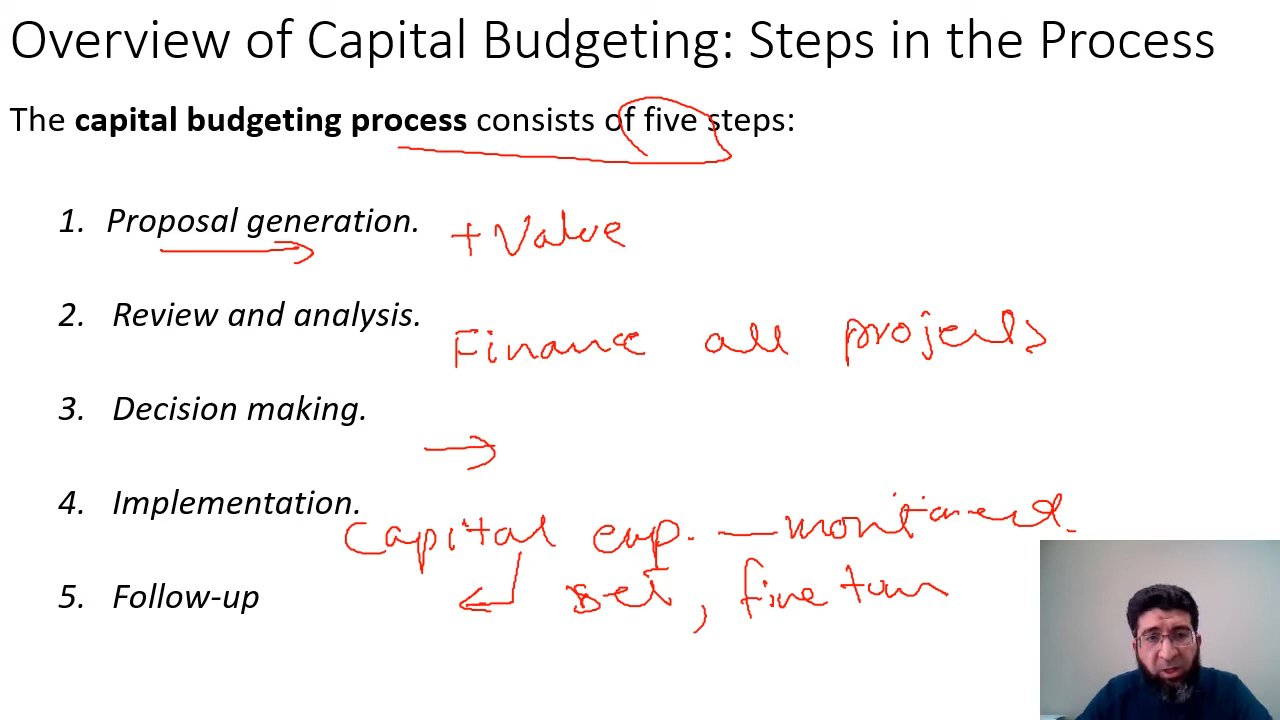 Overview of Capital Budgeting: Steps in the Process
The capital budgeting process consists of five steps:
1. Proposal generation.
+ Value
2. Review and analysis.
Finance all projects
3. Decision making.
4. Implementation.
Capital exp. —
5. Follow-up
set, fine tun